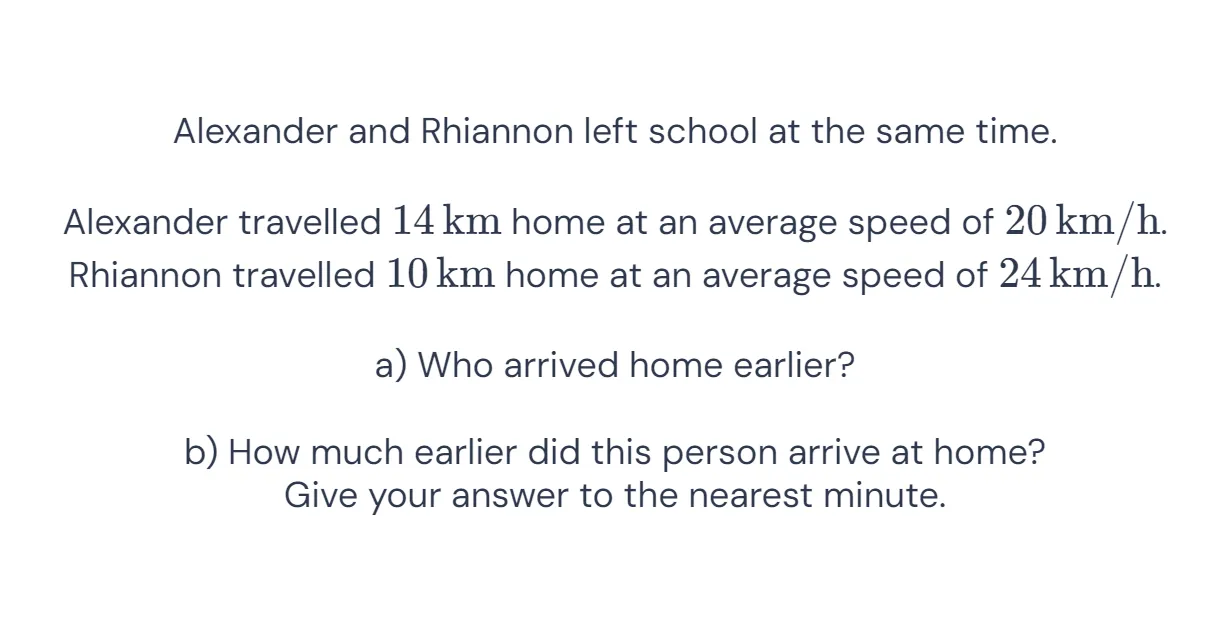 Alexander and Rhiannon left school at the same time.
Alexander travelled 14 km home at an average speed of 20 km/h.
Rhiannon travelled 10 km home at an average speed of 24 km/h.
a) Who arrived home earlier?
b) How much earlier did this person arrive at home?
Give your answer to the nearest minute.